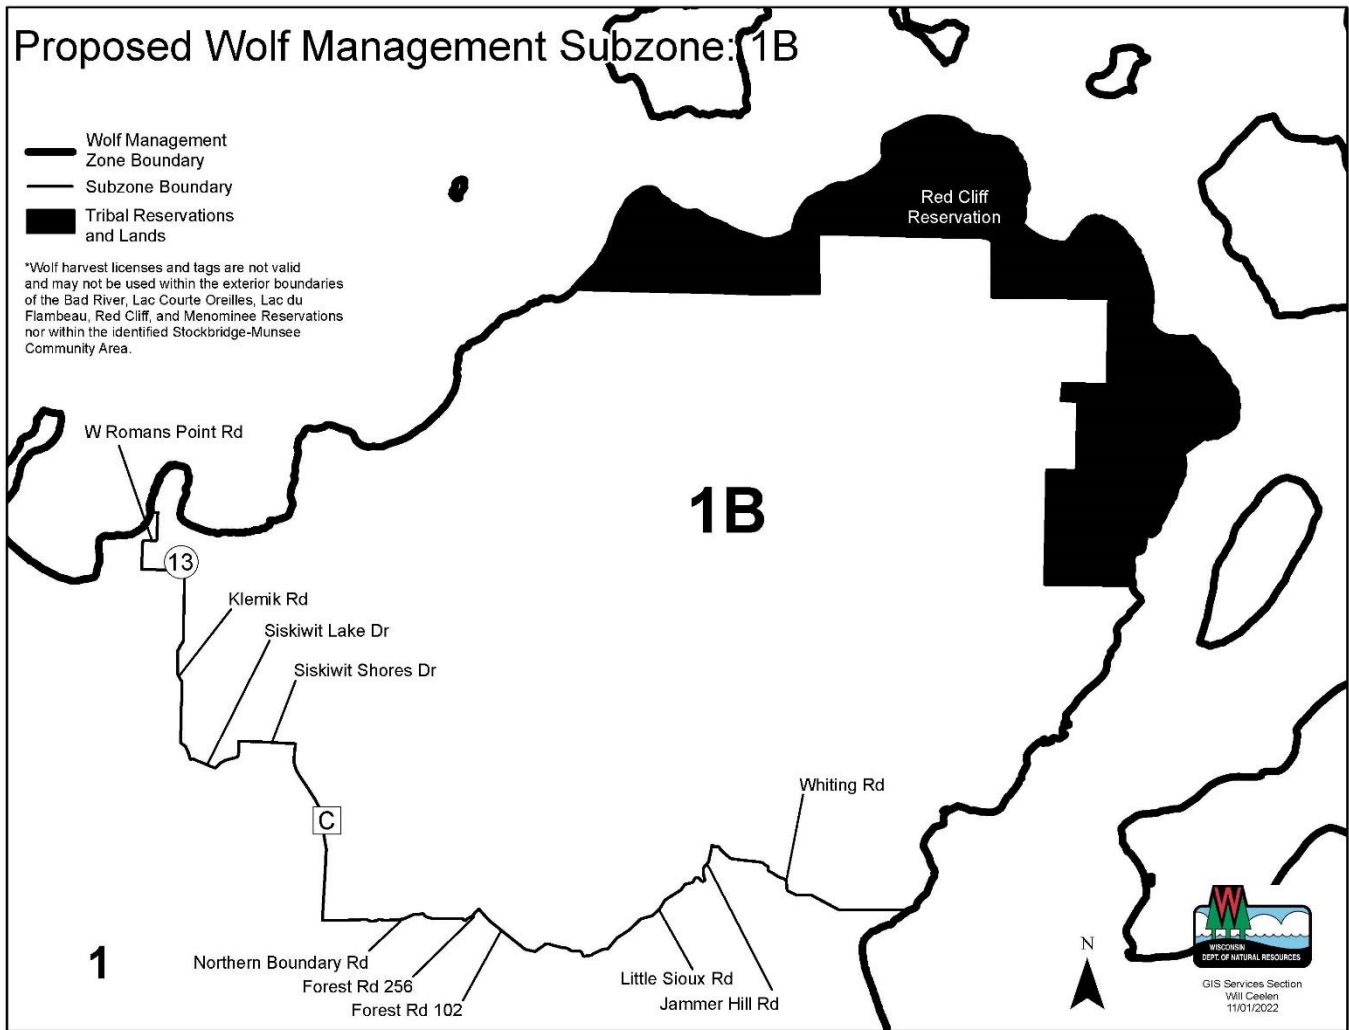 Proposed Wolf Management Subzone: 1B
Wolf Management
Zone Boundary
Subzone Boundary
Tribal Reservations
and Lands
*Wolf harvest licenses and tags are not valid
and may not be used within the exterior boundaries
of the Bad River, Lac Courte Oreilles, Lac du
Flambeau, Red Cliff, and Menominee Reservations
nor within the identified Stockbridge-Munsee
Community Area.
Red Cliff
Reservation
W Romans Point Rd
1B
13
Klemik Rd
Siskiwit Lake Dr
Siskiwit Shores Dr
Whiting Rd
C
1
Northern Boundary Rd
Forest Rd 256
Forest Rd 102
Little Sioux Rd
Jammer Hill Rd
N
W
WISCONSIN
DEPT. OF NATURAL RESOURCES
GIS Services Section
Will Ceelen
11/01/2022